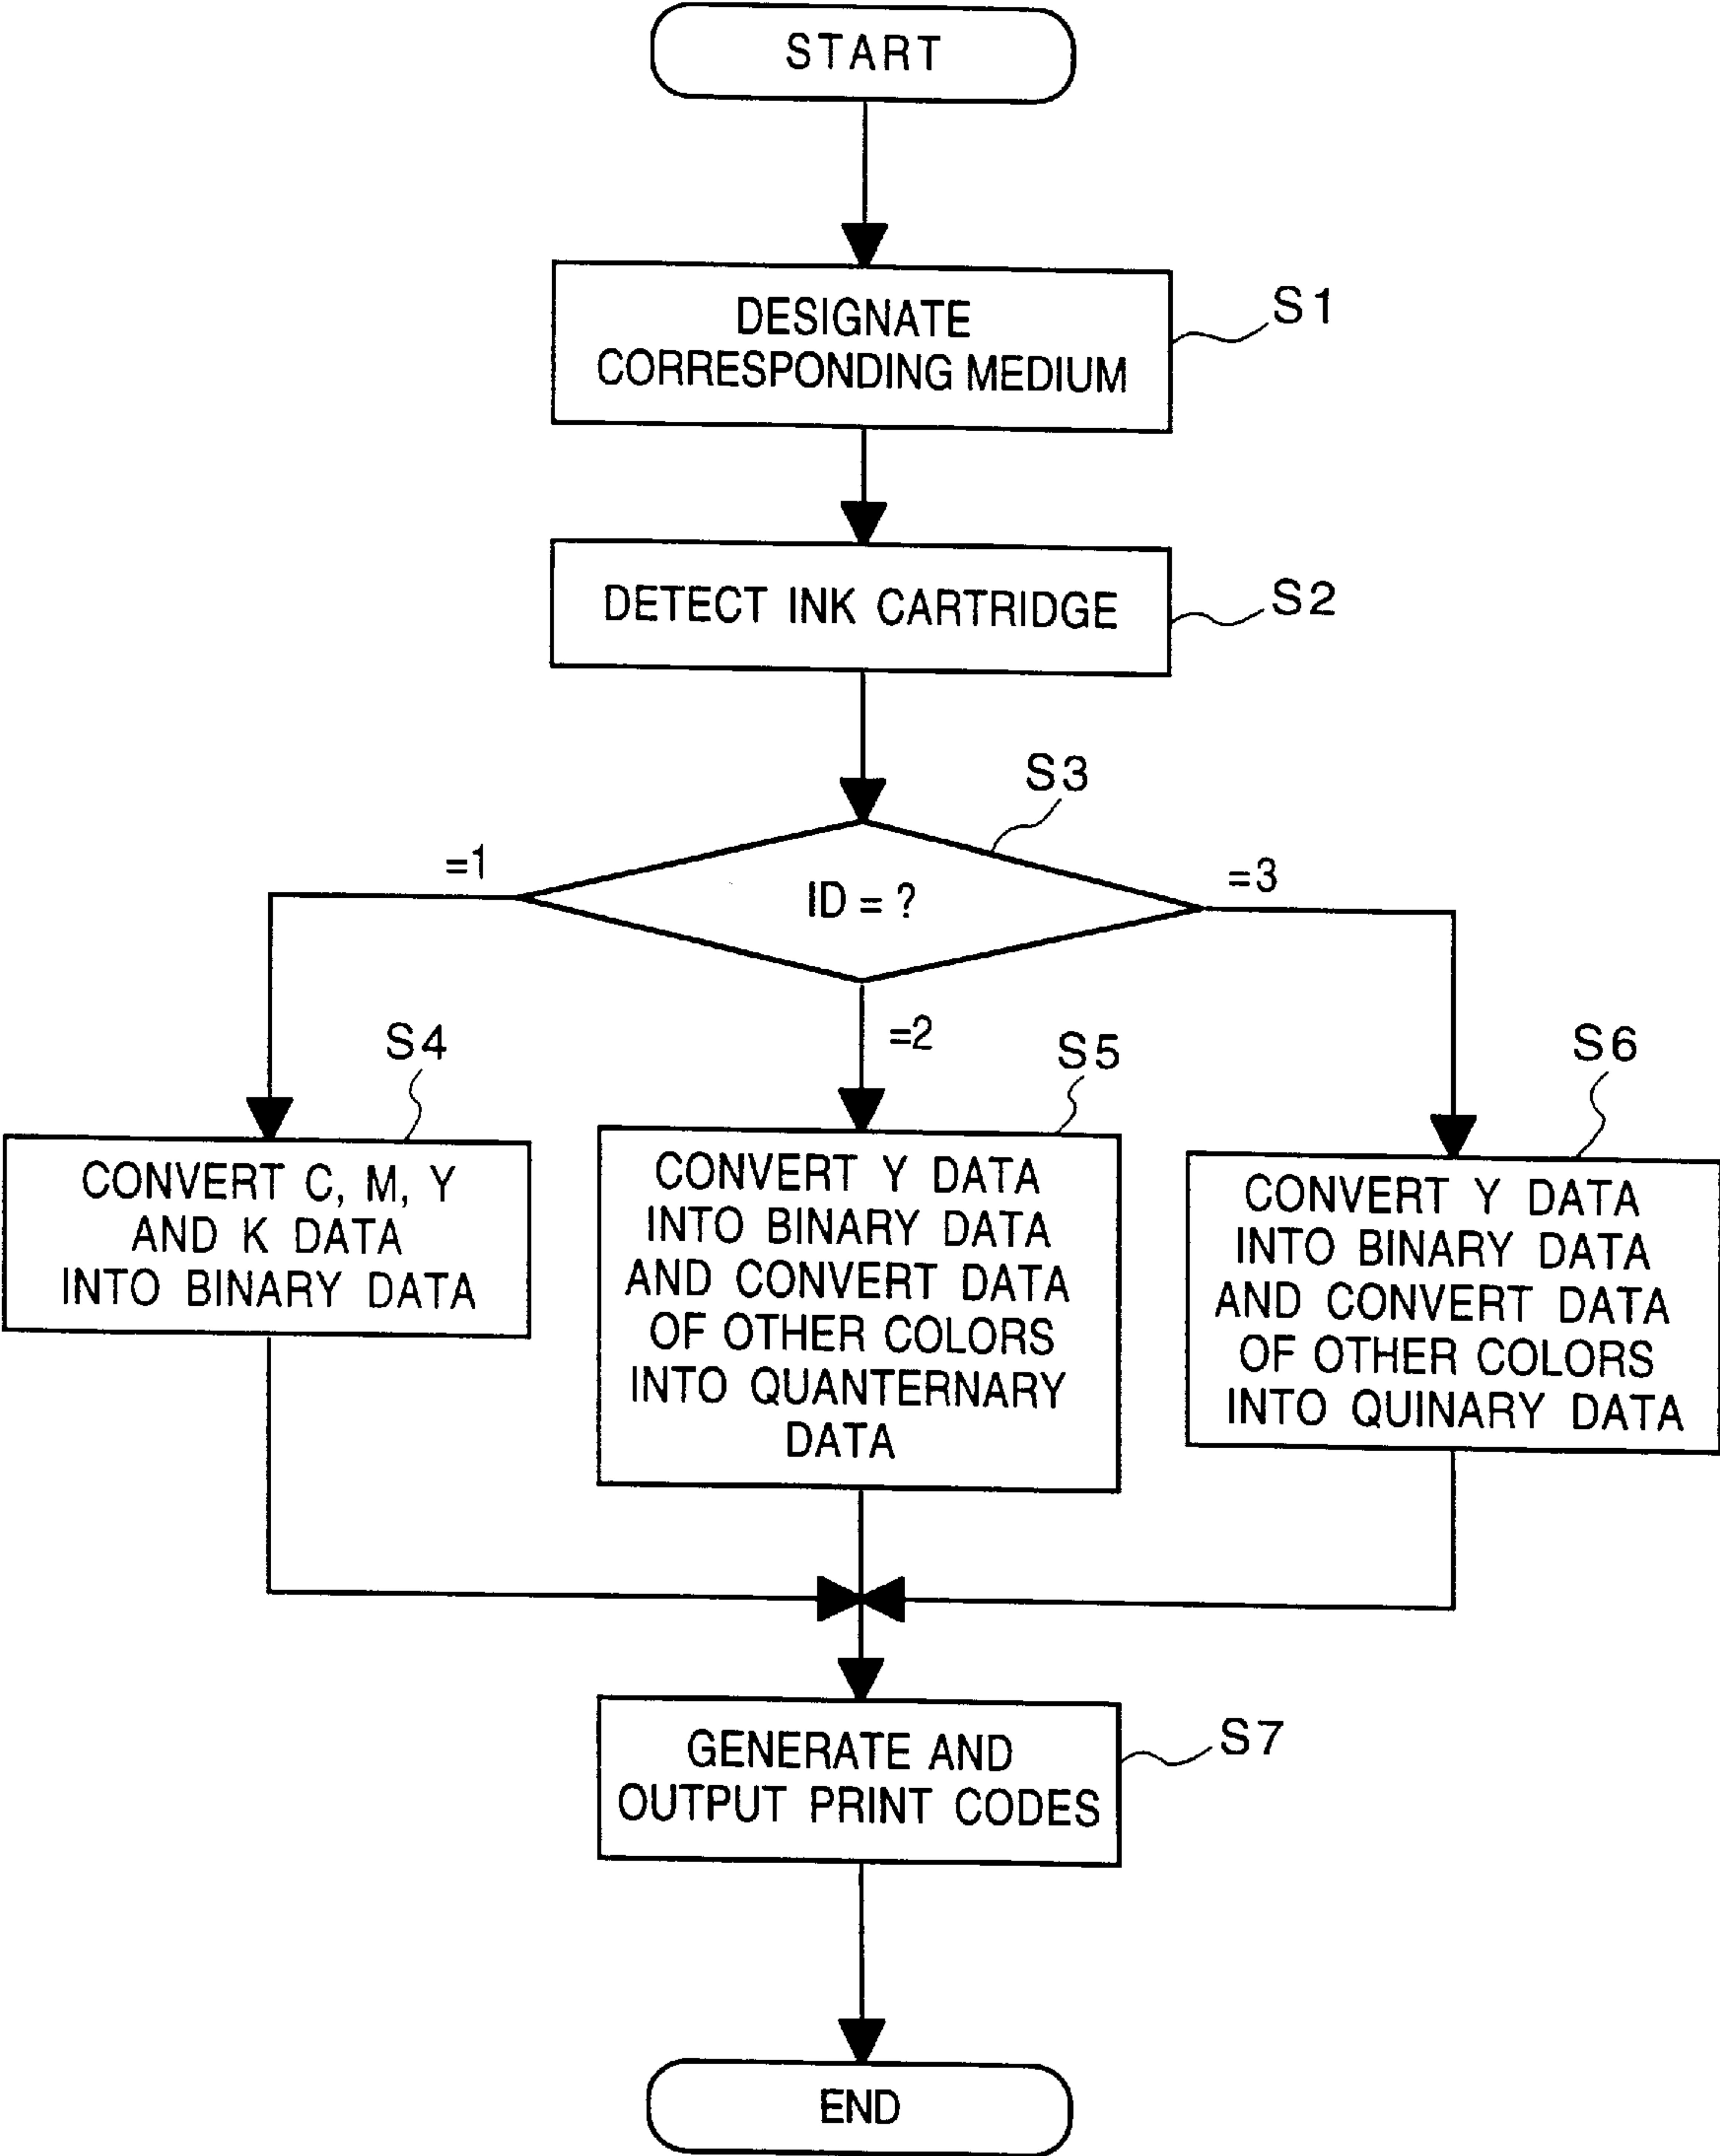 START
DESIGNATE
CORRESPONDING MEDIUM
S1
DETECT INK CARTRIDGE
S2
S3
ID = ?
=1
=2
=3
S4
CONVERT C, M, Y
AND K DATA
INTO BINARY DATA
S5
CONVERT Y DATA
INTO BINARY DATA
AND CONVERT DATA
OF OTHER COLORS
INTO QUANTERNARY
DATA
S6
CONVERT Y DATA
INTO BINARY DATA
AND CONVERT DATA
OF OTHER COLORS
INTO QUINARY DATA
GENERATE AND
OUTPUT PRINT CODES
S7
END